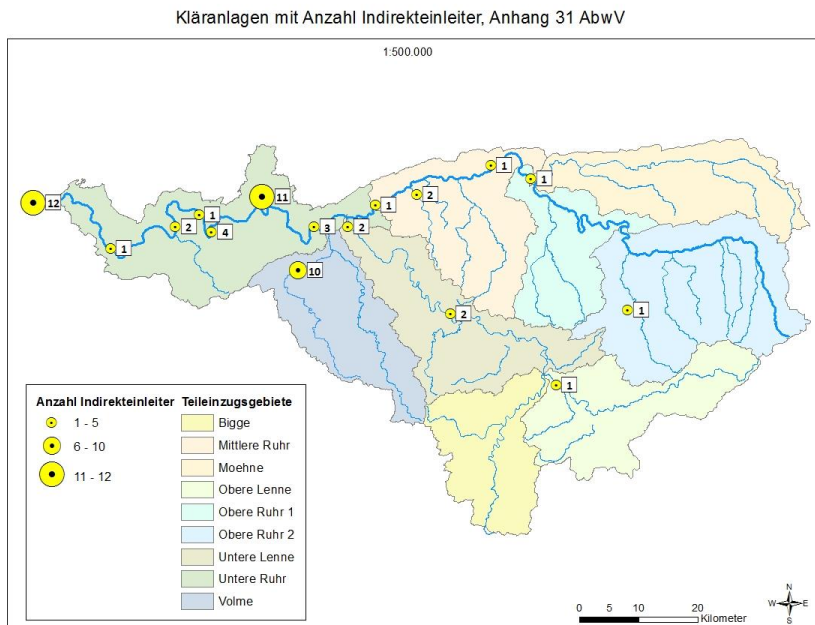 Kläranlagen mit Anzahl Indirekteinleiter, Anhang 31 AbwV
1:500.000
1
1
11
2
12
1
1
2
3
2
4
1
10
1
2
1
Anzahl Indirekteinleiter
1 - 5
6 - 10
11 - 12
Teileinzugsgebiete
Bigge
Mittlere Ruhr
Moehne
Obere Lenne
Obere Ruhr 1
Obere Ruhr 2
Untere Lenne
Untere Ruhr
Volme
0 5 10 20
Kilometer
N
W E
S